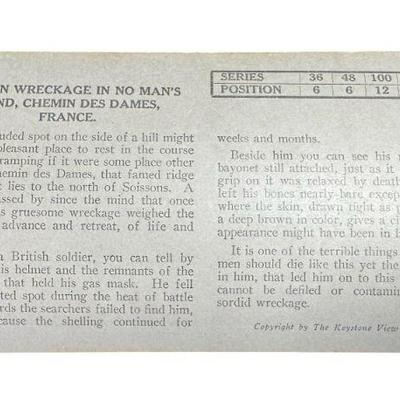 N WRECKAGE IN NO MAN'S
ND, CHEMIN DES DAMES,
FRANCE.
uded spot on the side of a hill might
pleasant place to rest in the course
ramping if it were some place other
hemin des Dames, that famed ridge
t lies to the north of Soissons. A
assed by since the mind that once
s gruesome wreckage weighed the
advance and retreat, of life and
a British soldier, you can tell by
is helmet and the remnants of the
that held his gas mask. He fell
ted spot during the heat of battle
rds the searchers failed to find him,
cause the shelling continued for
SERIES 36 48 100
POSITION 6 6 12
weeks and months.
Beside him you can see his
bayonet still attached, just as it
grip on it was relaxed by death
left his bones nearly bare excep
where the skin, drawn tight as p
a deep brown in color, gives a ci
appearance might have been in l
It is one of the terrible things
men should die like this yet the
in him, that led him on to this
cannot be defiled or contamin
sordid wreckage.
Copyright by The Keystone View